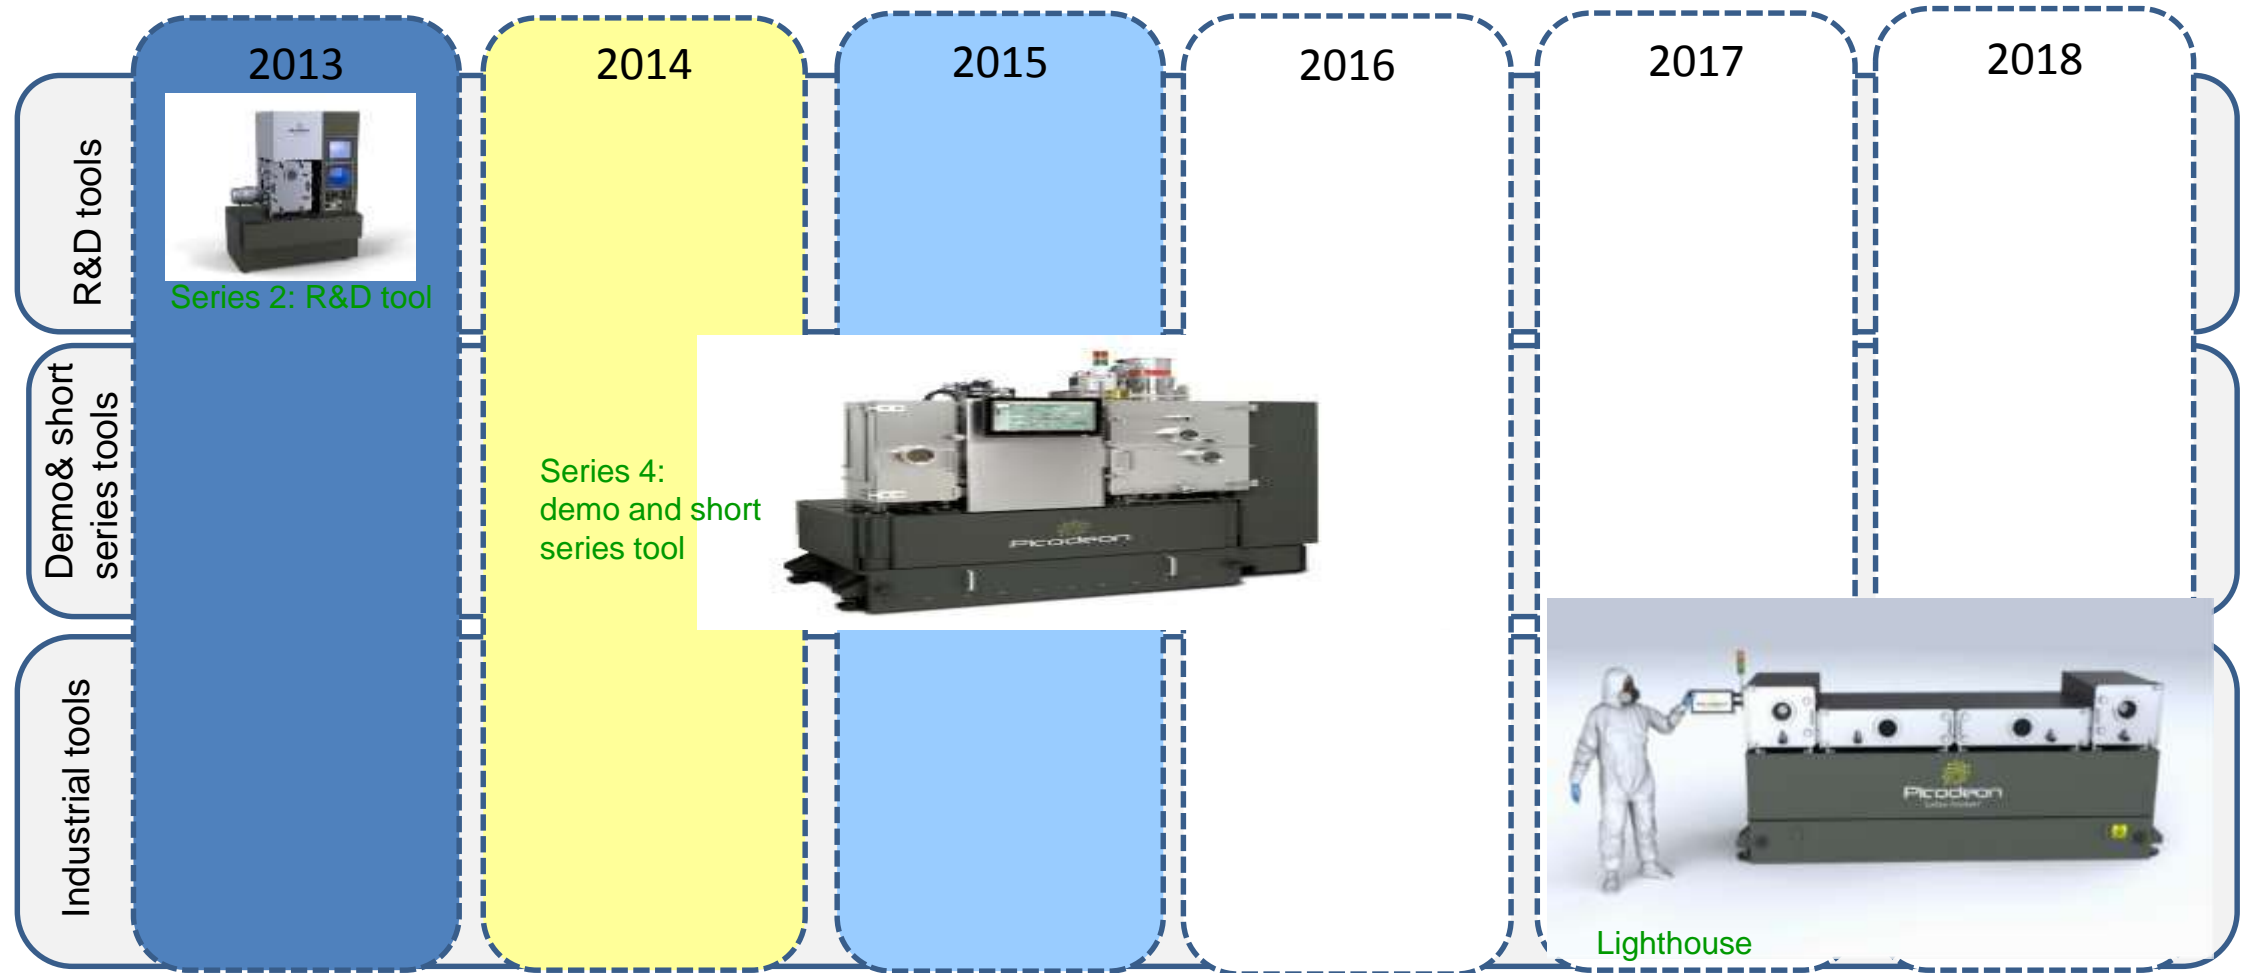 2013
2014
2015
2016
2017
2018
R&D tools
Series 2: R&D tool
Demo& short
series tools
Series 4:
demo and short
series tool
Picodeon
Industrial tools
Picodeon
Lighthouse